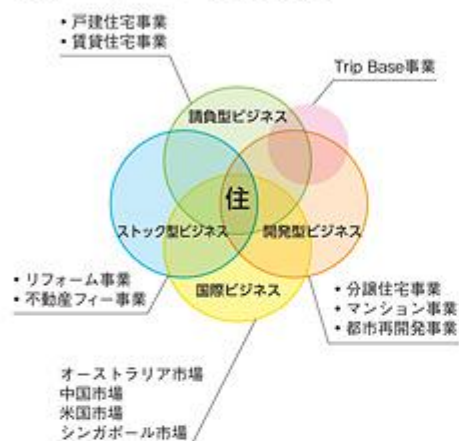 • 戸建住宅事業
• 賃貸住宅事業
Trip Base事業
請負型ビジネス
住
ストック型ビジネス
開発型ビジネス
• リフォーム事業
• 不動産フィー事業
国際ビジネス
• 分譲住宅事業
• マンション事業
• 都市再開発事業
オーストラリア市場
中国市場
米国市場
シンガポール市場